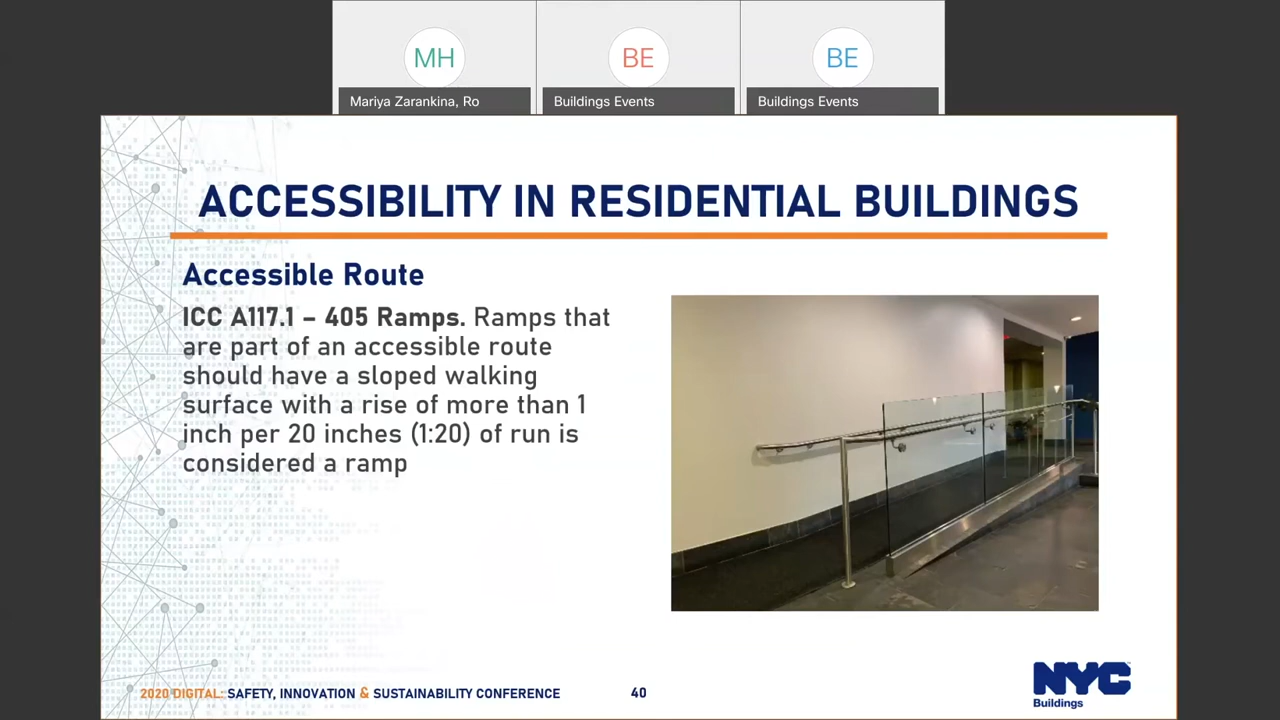 MH
BE
BE
Mariya Zarankina, Ro
Buildings Events
Buildings Events
ACCESSIBILITY IN RESIDENTIAL BUILDINGS
Accessible Route
ICC A117.1 – 405 Ramps. Ramps that
are part of an accessible route
should have a sloped walking
surface with a rise of more than 1
inch per 20 inches (1:20) of run is
considered a ramp
2020 DIGITAL: SAFETY, INNOVATION & SUSTAINABILITY CONFERENCE
40
NYC
Buildings